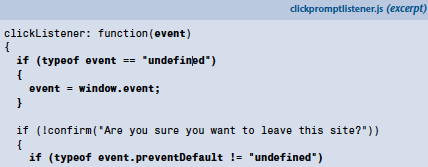 clickpromptlistener.js (excerpt)
clickListener: function(event)
{
  if (typeof event == "undefined")
  {
    event = window.event;
  }
  if (!confirm("Are you sure you want to leave this site?"))
  {
    if (typeof event.preventDefault != "undefined")